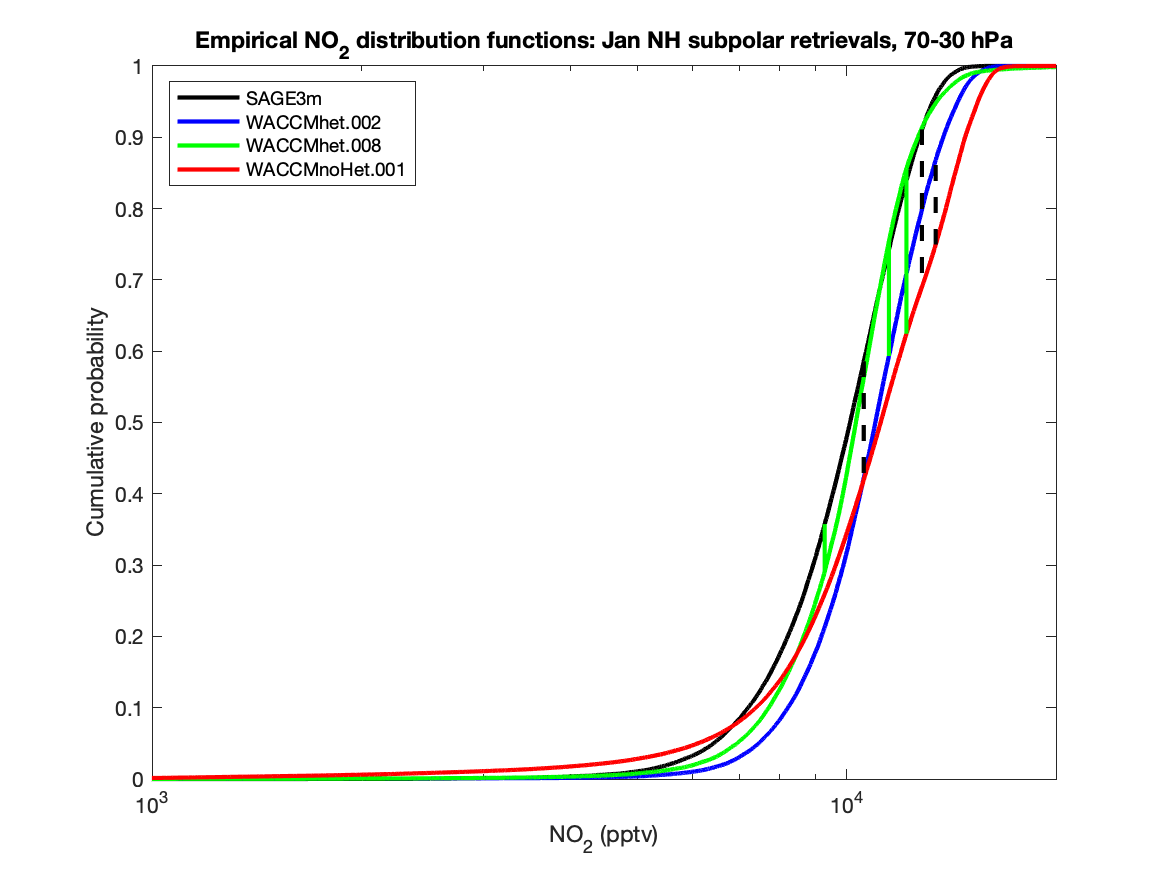 Empirical NO2 distribution functions: Jan NH subpolar retrievals, 70-30 hPa
SAGE3m
WACCMhet.002
WACCMhet.008
WACCMnoHet.001
Cumulative probability
1
0.9
0.8
0.7
0.6
0.5
0.4
0.3
0.2
0.1
0
10^3
10^4
NO2 (pptv)